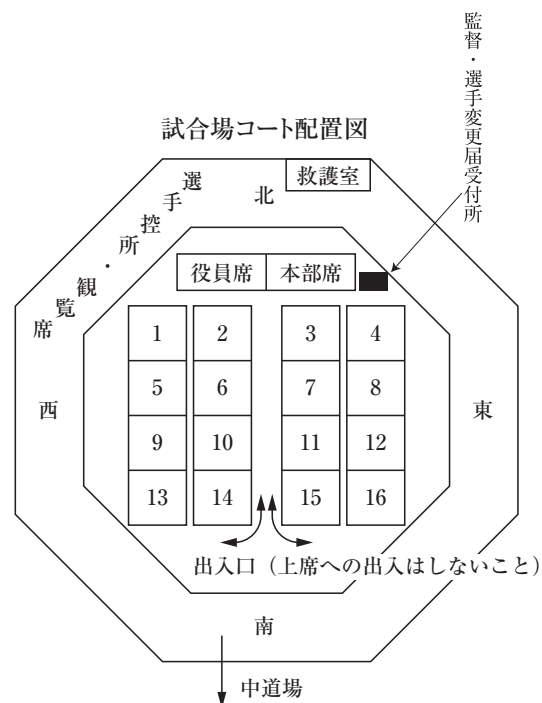 監督・選手変更届受付所
試合場コート配置図
救護室
北
選手控所・観覧席
役員席 本部席
1 2 3 4
5 6 7 8
西 東
9 10 11 12
13 14 15 16
出入口（上席への出入はしないこと）
南
中道場